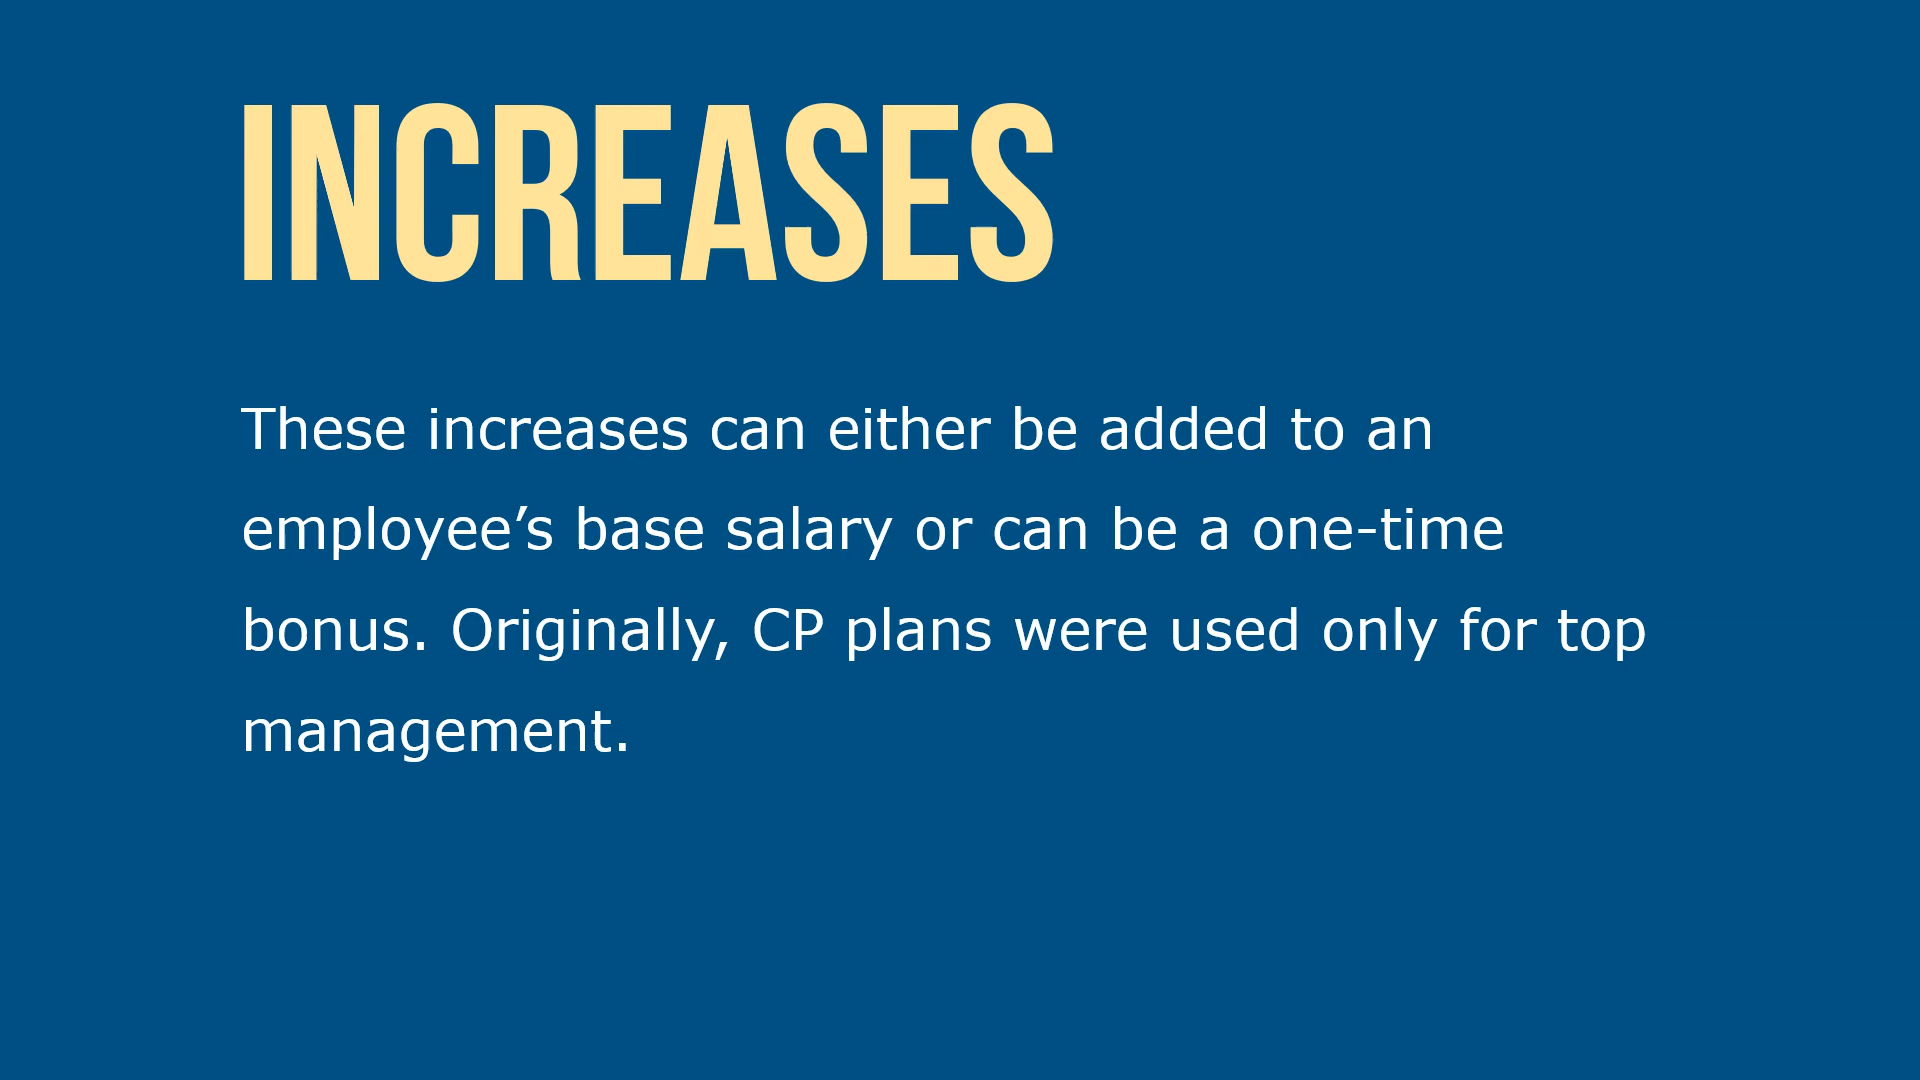 INCREASES
These increases can either be added to an
employee’s base salary or can be a one-time
bonus. Originally, CP plans were used only for top
management.